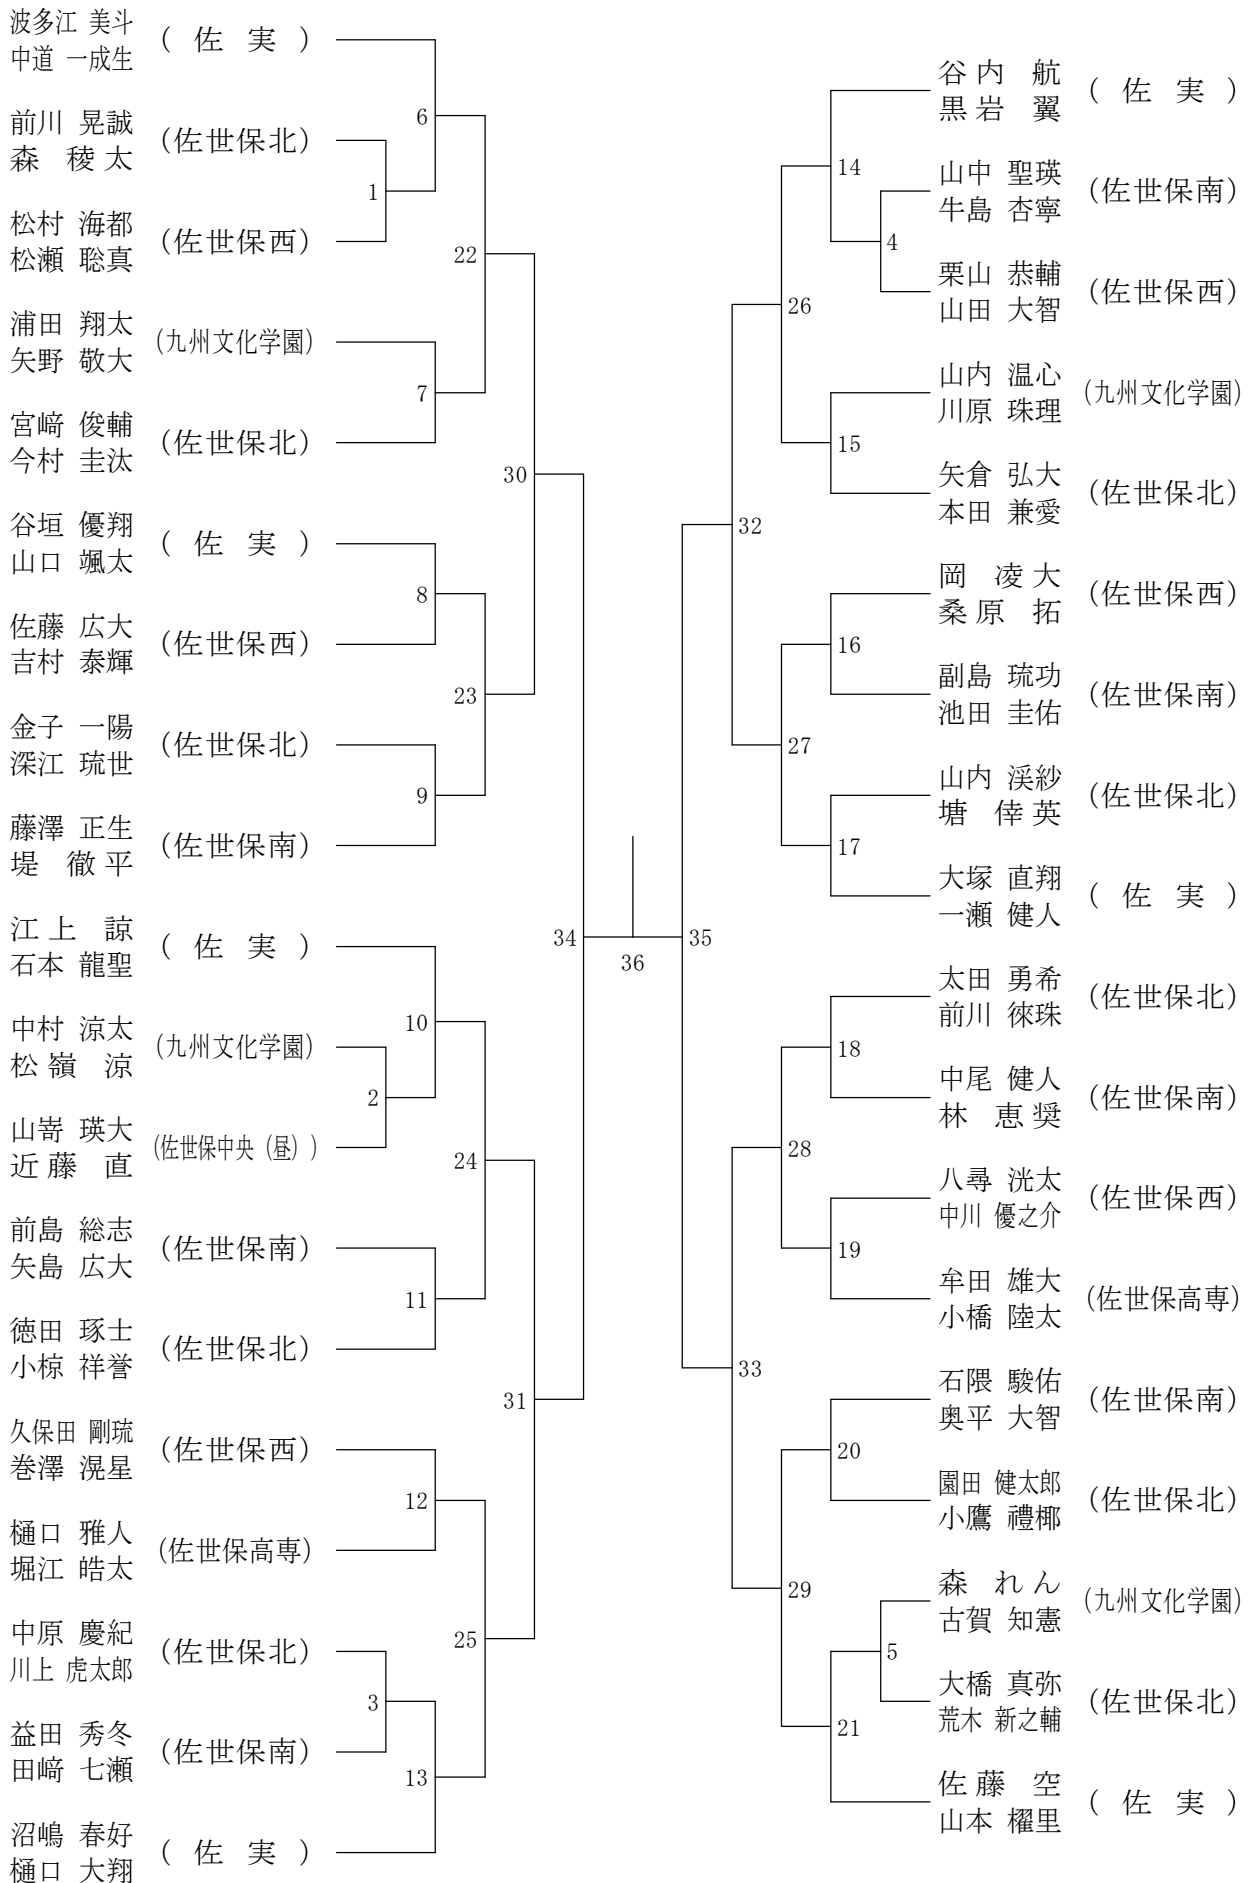 波多江 美斗
中道 一成生
( 佐 実 )
前川 晃誠
森 稜太
(佐世保北)
松村 海都
松瀬 聡真
(佐世保西)
浦田 翔太
矢野 敬大
(九州文化学園)
宮﨑 俊輔
今村 圭汰
(佐世保北)
谷垣 優翔
山口 颯太
( 佐 実 )
佐藤 広大
吉村 泰輝
(佐世保西)
金子 一陽
深江 琉世
(佐世保北)
藤澤 正生
堤 徹平
(佐世保南)
江上 諒
石本 龍聖
( 佐 実 )
中村 涼太
松嶺 涼
(九州文化学園)
山嵜 瑛大
近藤 直
(佐世保中央(昼))
前島 総志
矢島 広大
(佐世保南)
徳田 琢士
小椋 祥誉
(佐世保北)
久保田 剛琉
巻澤 滉星
(佐世保西)
樋口 雅人
堀江 皓太
(佐世保高専)
中原 慶紀
川上 虎太郎
(佐世保北)
益田 秀冬
田﨑 七瀬
(佐世保南)
沼嶋 春好
樋口 大翔
( 佐 実 )
6
1
22
7
30
8
23
9
34
10
2
24
11
31
12
25
3
13
36
谷内 航
黒岩 翼
( 佐 実 )
山中 聖瑛
牛島 杏寧
(佐世保南)
栗山 恭輔
山田 大智
(佐世保西)
山内 温心
川原 珠理
(九州文化学園)
矢倉 弘大
本田 兼愛
(佐世保北)
岡 凌大
桑原 拓
(佐世保西)
副島 琉功
池田 圭佑
(佐世保南)
山内 渓紗
塘 倖英
(佐世保北)
大塚 直翔
一瀬 健人
( 佐 実 )
太田 勇希
前川 徠珠
(佐世保北)
中尾 健人
林 恵奨
(佐世保南)
八尋 洸太
中川 優之介
(佐世保西)
牟田 雄大
小橋 陸太
(佐世保高専)
石隈 駿佑
奥平 大智
(佐世保南)
園田 健太郎
小鷹 禮椰
(佐世保北)
森 れん
古賀 知憲
(九州文化学園)
大橋 真弥
荒木 新之輔
(佐世保北)
佐藤 空
山本 櫂里
( 佐 実 )
14
4
26
15
32
16
27
17
35
18
28
19
33
20
29
5
21